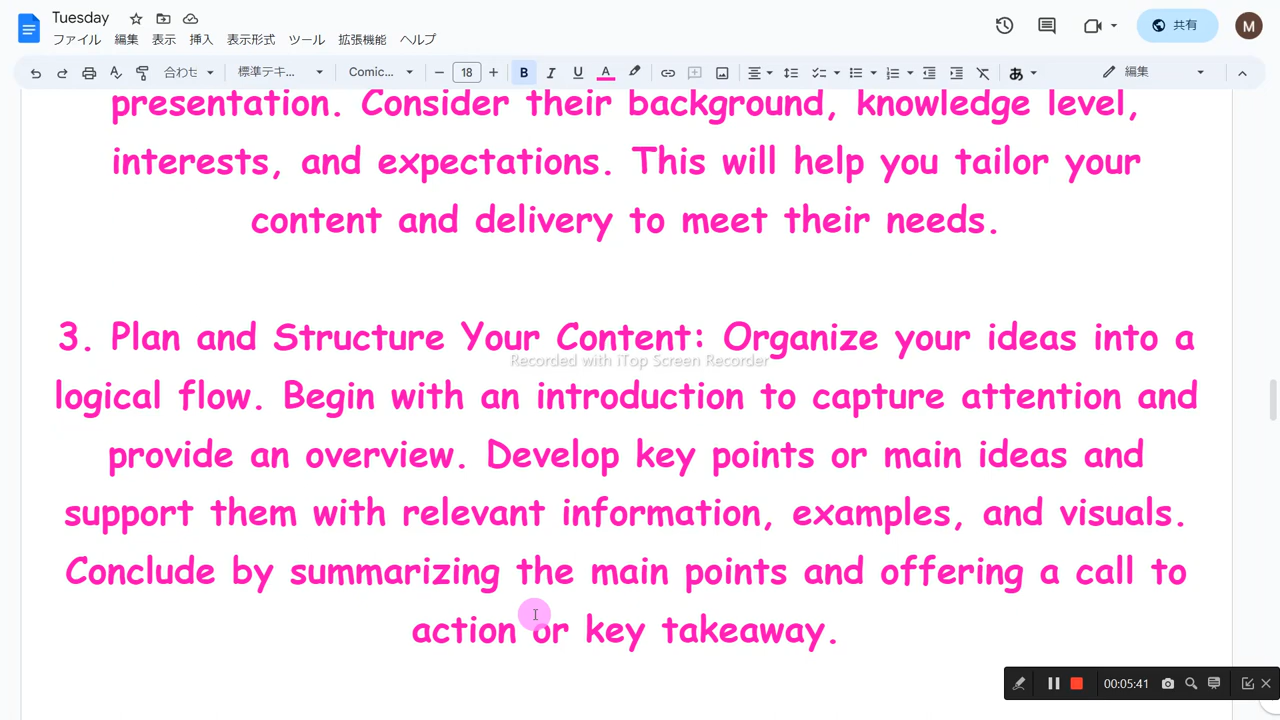 Tuesday
共有
M
ファイル 編集 表示 挿入 表示形式 ツール 拡張機能 ヘルプ
合わせ 標準テキ... Comic... 18 B I U A あ 編集
presentation. Consider their background, knowledge level,
interests, and expectations. This will help you tailor your
content and delivery to meet their needs.
3. Plan and Structure Your Content: Organize your ideas into a
Recorded with iTop Screen Recorder
logical flow. Begin with an introduction to capture attention and
provide an overview. Develop key points or main ideas and
support them with relevant information, examples, and visuals.
Conclude by summarizing the main points and offering a call to
action or key takeaway.
00:05:41